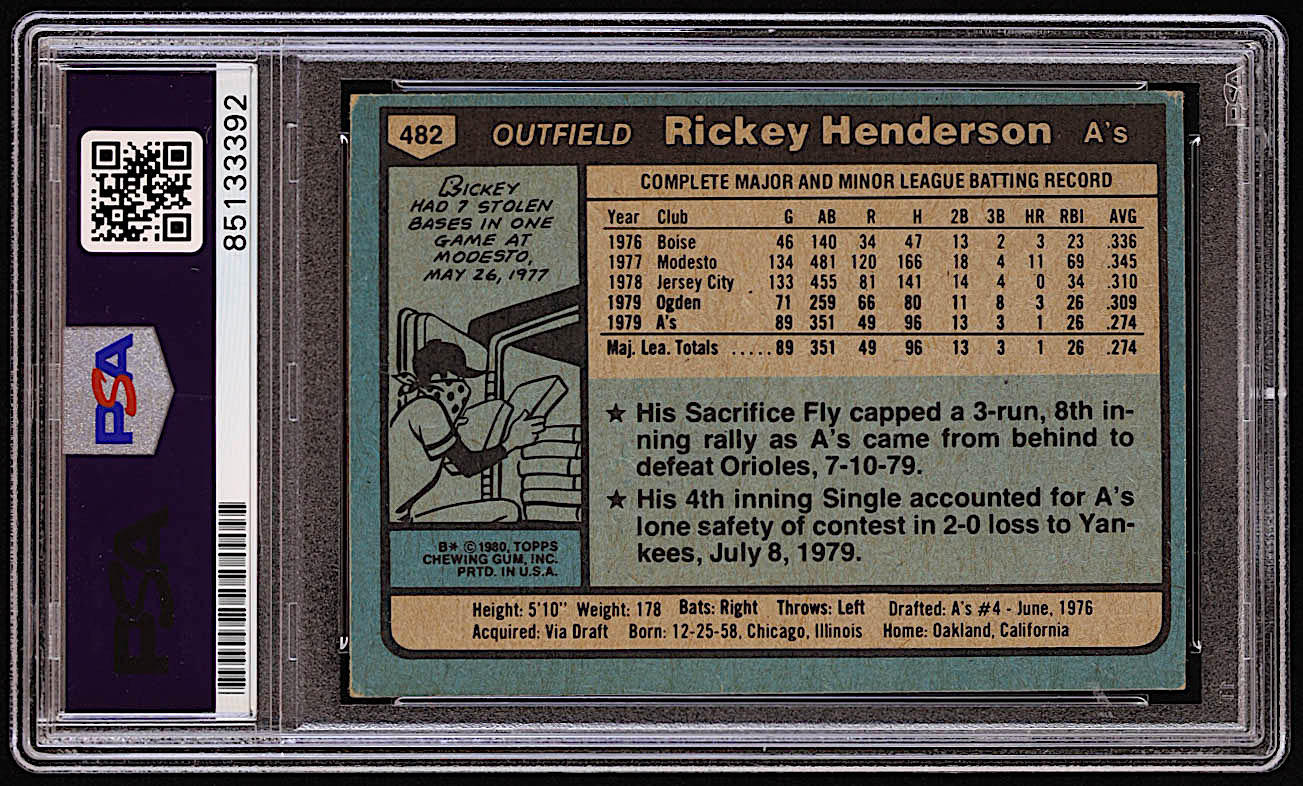 85133392
PSA
PSA
PSA
482 OUTFIELD Rickey Henderson A's
RICKEY
HAD 7 STOLEN
BASES IN ONE
GAME AT
MODESTO,
MAY 26, 1977
B* ©1980, TOPPS
CHEWING GUM, INC.
PRTD. IN U.S.A.
COMPLETE MAJOR AND MINOR LEAGUE BATTING RECORD
Year Club G AB R H 2B 3B HR RBI AVG
1976 Boise 46 140 34 47 13 2 3 23 .336
1977 Modesto 134 481 120 166 18 4 11 69 .345
1978 Jersey City 133 455 81 141 14 4 0 34 .310
1979 Ogden 71 259 66 80 11 8 3 26 .309
1979 A's 89 351 49 96 13 3 1 26 .274
Maj. Lea. Totals .....89 351 49 96 13 3 1 26 .274
★ His Sacrifice Fly capped a 3-run, 8th in-
ning rally as A's came from behind to
defeat Orioles, 7-10-79.
★ His 4th inning Single accounted for A's
lone safety of contest in 2-0 loss to Yan-
kees, July 8, 1979.
Height: 5'10" Weight: 178 Bats: Right Throws: Left Drafted: A's #4 - June, 1976
Acquired: Via Draft Born: 12-25-58, Chicago, Illinois Home: Oakland, California